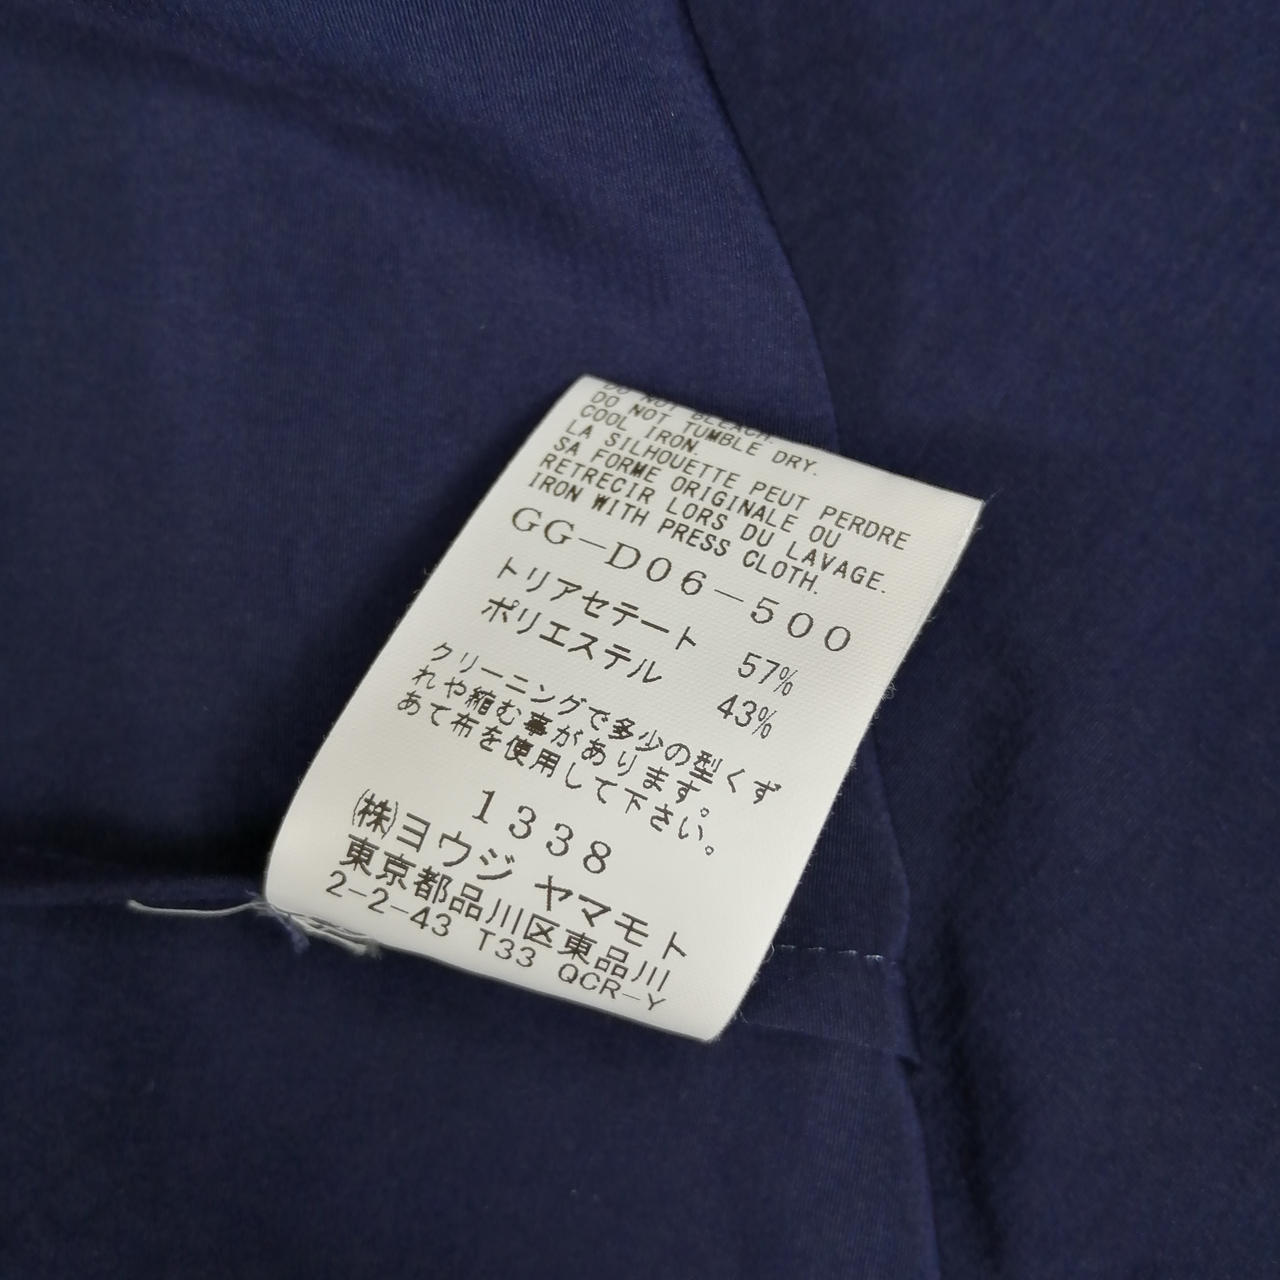 DO NOT BLEACH.
DO NOT TUMBLE DRY.
COOL IRON.
LA SILHOUETTE PEUT PERDRE
SA FORME ORIGINALE OU
RETRECIR LORS DU LAVAGE.
IRON WITH PRESS CLOTH.
GG-D06-500
トリアセテート 57%
ポリエステル 43%
クリーニングで多少の型くず
れや縮む事があります。
あて布を使用して下さい。
1338
(株)ヨウジ ヤマモト
東京都品川区東品川
2-2-43 T33 QCR-Y